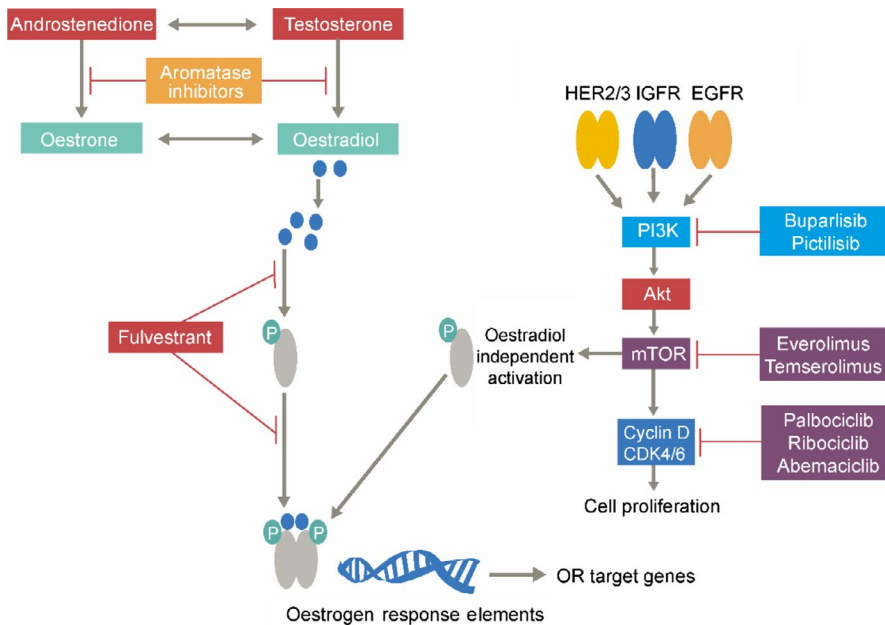 Androstenedione
Testosterone
Aromatase
inhibitors
Oestrone
Oestradiol
HER2/3 IGFR EGFR
PI3K
Buparlisib
Pictilisib
Akt
Fulvestrant
P
P
Oestradiol
independent
activation
mTOR
Everolimus
Temserolimus
Cyclin D
CDK4/6
Palbociclib
Ribociclib
Abemaciclib
Cell proliferation
P
P
OR target genes
Oestrogen response elements